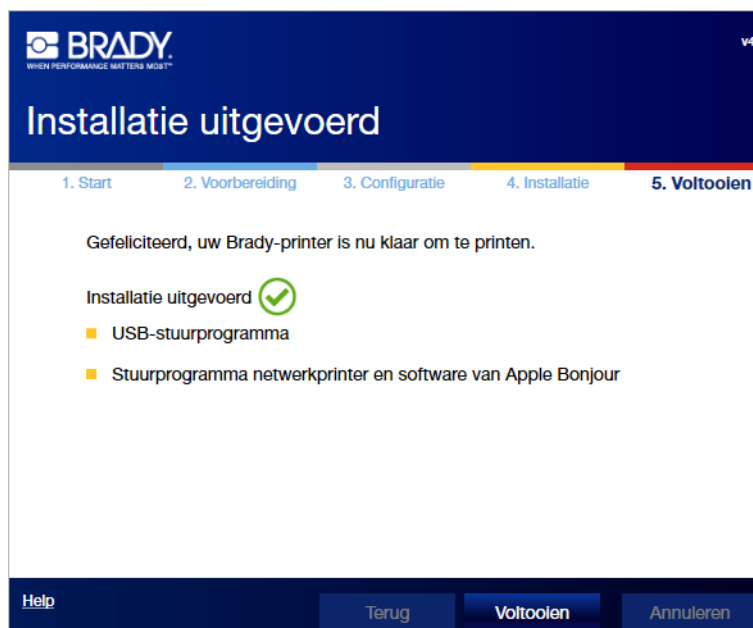 BRADY.
WHEN PERFORMANCE MATTERS MOST™
v4
Installatie uitgevoerd
1. Start 2. Voorbereiding 3. Configuratie 4. Installatie 5. Voltooien
Gefeliciteerd, uw Brady-printer is nu klaar om te printen.
Installatie uitgevoerd
USB-stuurprogramma
Stuurprogramma netwerkprinter en software van Apple Bonjour
Help Terug Voltooien Annuleren